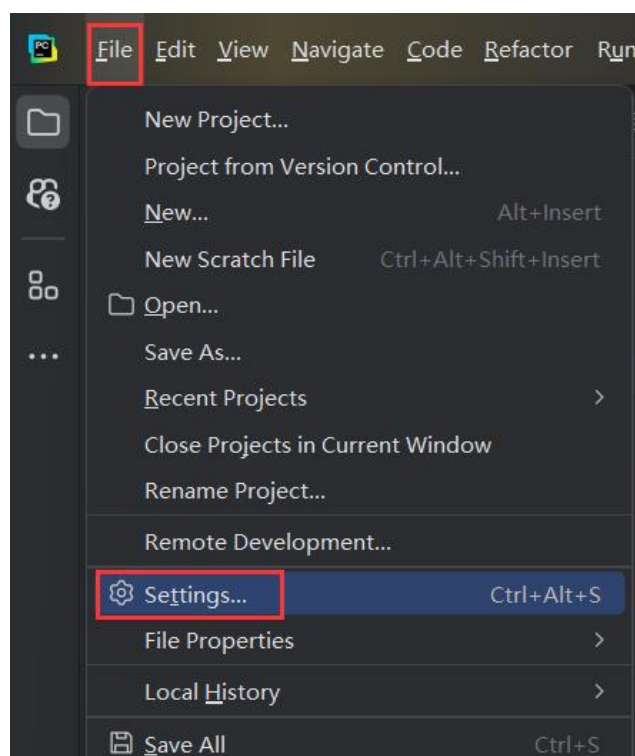 PC
File Edit View Navigate Code Refactor Run
New Project...
Project from Version Control...
New... Alt+Insert
New Scratch File Ctrl+Alt+Shift+Insert
Open...
Save As...
Recent Projects
Close Projects in Current Window
Rename Project...
Remote Development...
Settings... Ctrl+Alt+S
File Properties
Local History
Save All Ctrl+S